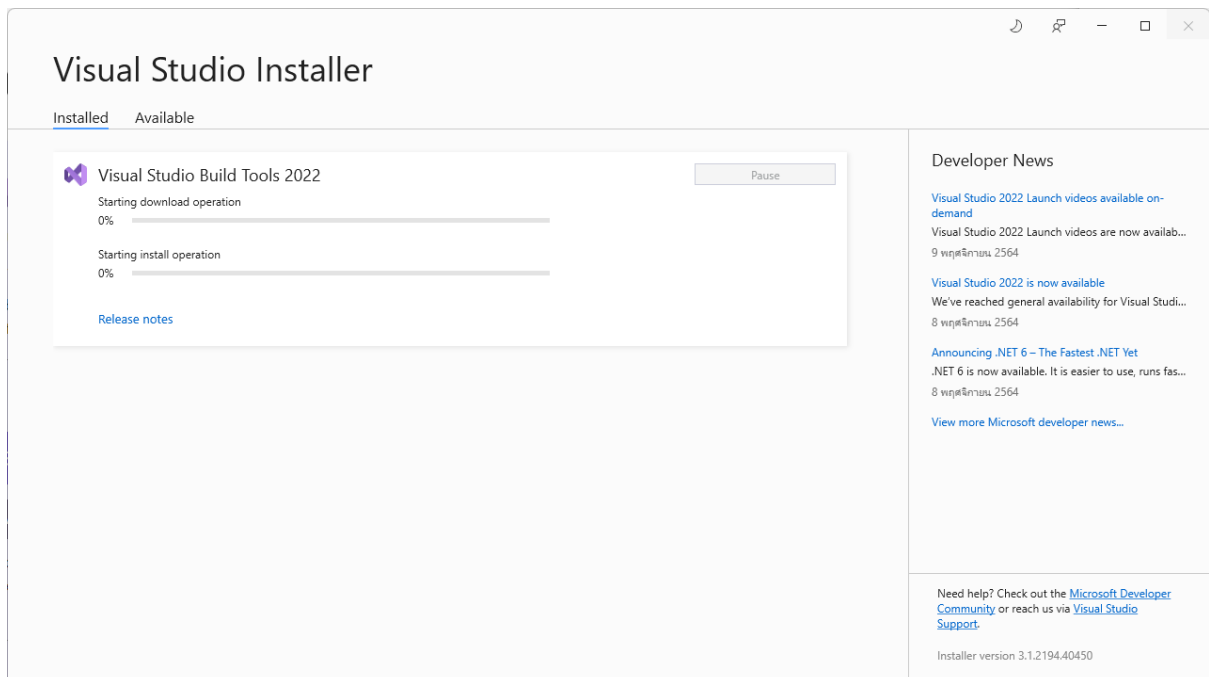 Visual Studio Installer
Installed
Available
Visual Studio Build Tools 2022
Pause
Starting download operation
0%
Starting install operation
0%
Release notes
Developer News
Visual Studio 2022 Launch videos available on-
demand
Visual Studio 2022 Launch videos are now availab...
9 พฤศจิกายน 2564
Visual Studio 2022 is now available
We've reached general availability for Visual Studi...
8 พฤศจิกายน 2564
Announcing .NET 6 – The Fastest .NET Yet
.NET 6 is now available. It is easier to use, runs fas...
8 พฤศจิกายน 2564
View more Microsoft developer news...
Need help? Check out the Microsoft Developer
Community or reach us via Visual Studio
Support.
Installer version 3.1.2194.40450